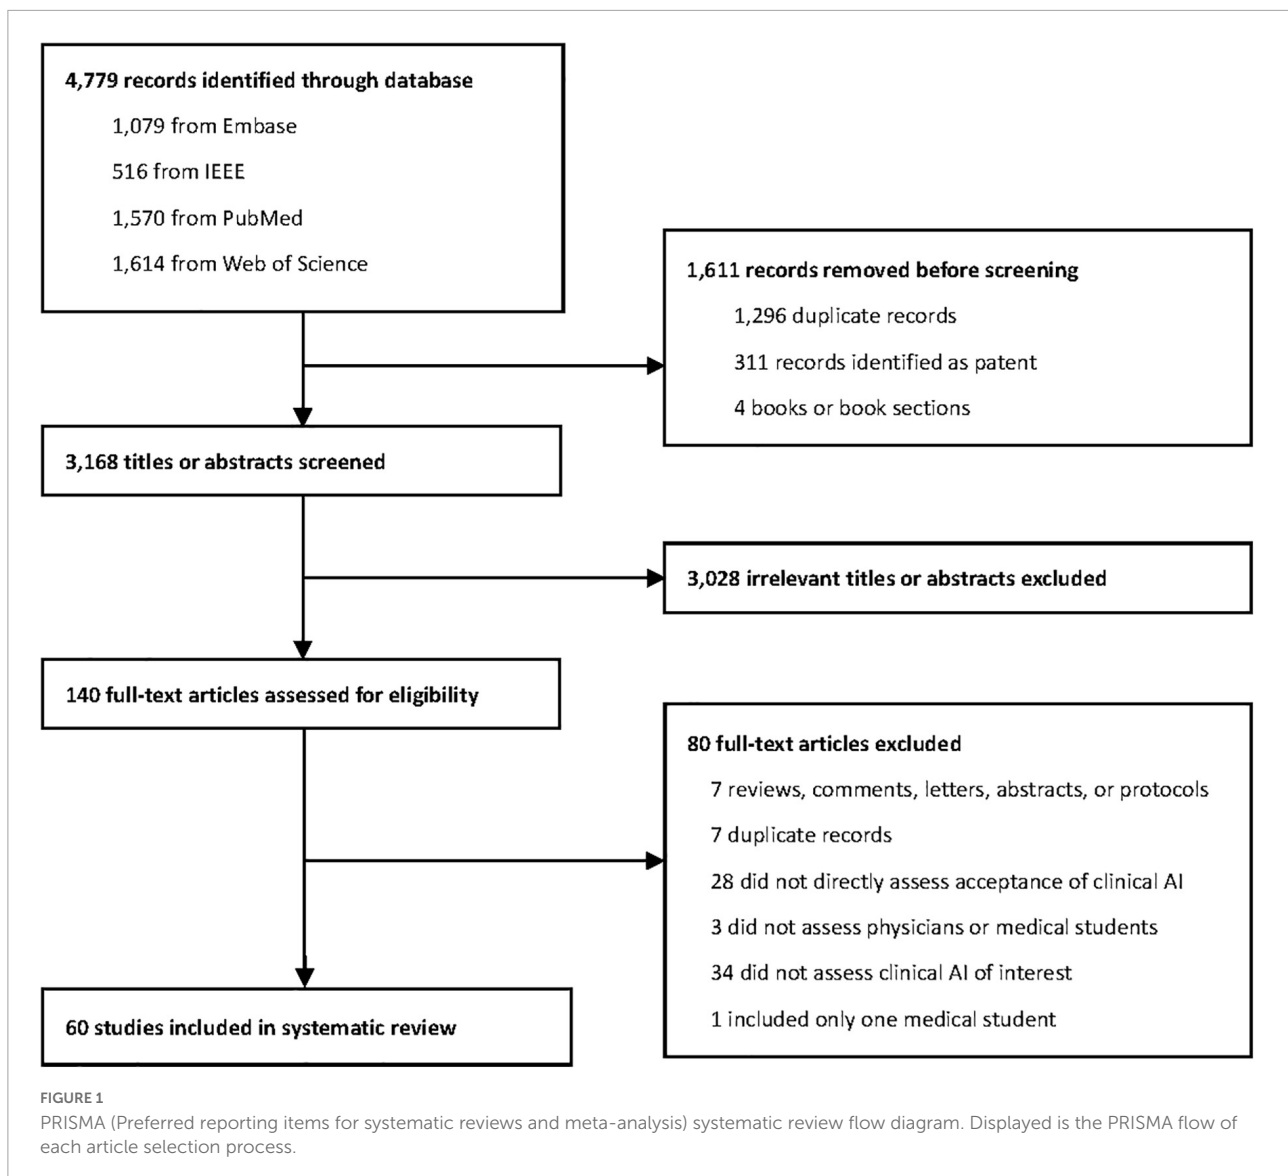 4,779 records identified through database
1,079 from Embase
516 from IEEE
1,570 from PubMed
1,614 from Web of Science
1,611 records removed before screening
1,296 duplicate records
311 records identified as patent
4 books or book sections
3,168 titles or abstracts screened
3,028 irrelevant titles or abstracts excluded
140 full-text articles assessed for eligibility
80 full-text articles excluded
7 reviews, comments, letters, abstracts, or protocols
7 duplicate records
28 did not directly assess acceptance of clinical AI
3 did not assess physicians or medical students
34 did not assess clinical AI of interest
1 included only one medical student
60 studies included in systematic review
FIGURE 1
PRISMA (Preferred reporting items for systematic reviews and meta-analysis) systematic review flow diagram. Displayed is the PRISMA flow of
each article selection process.